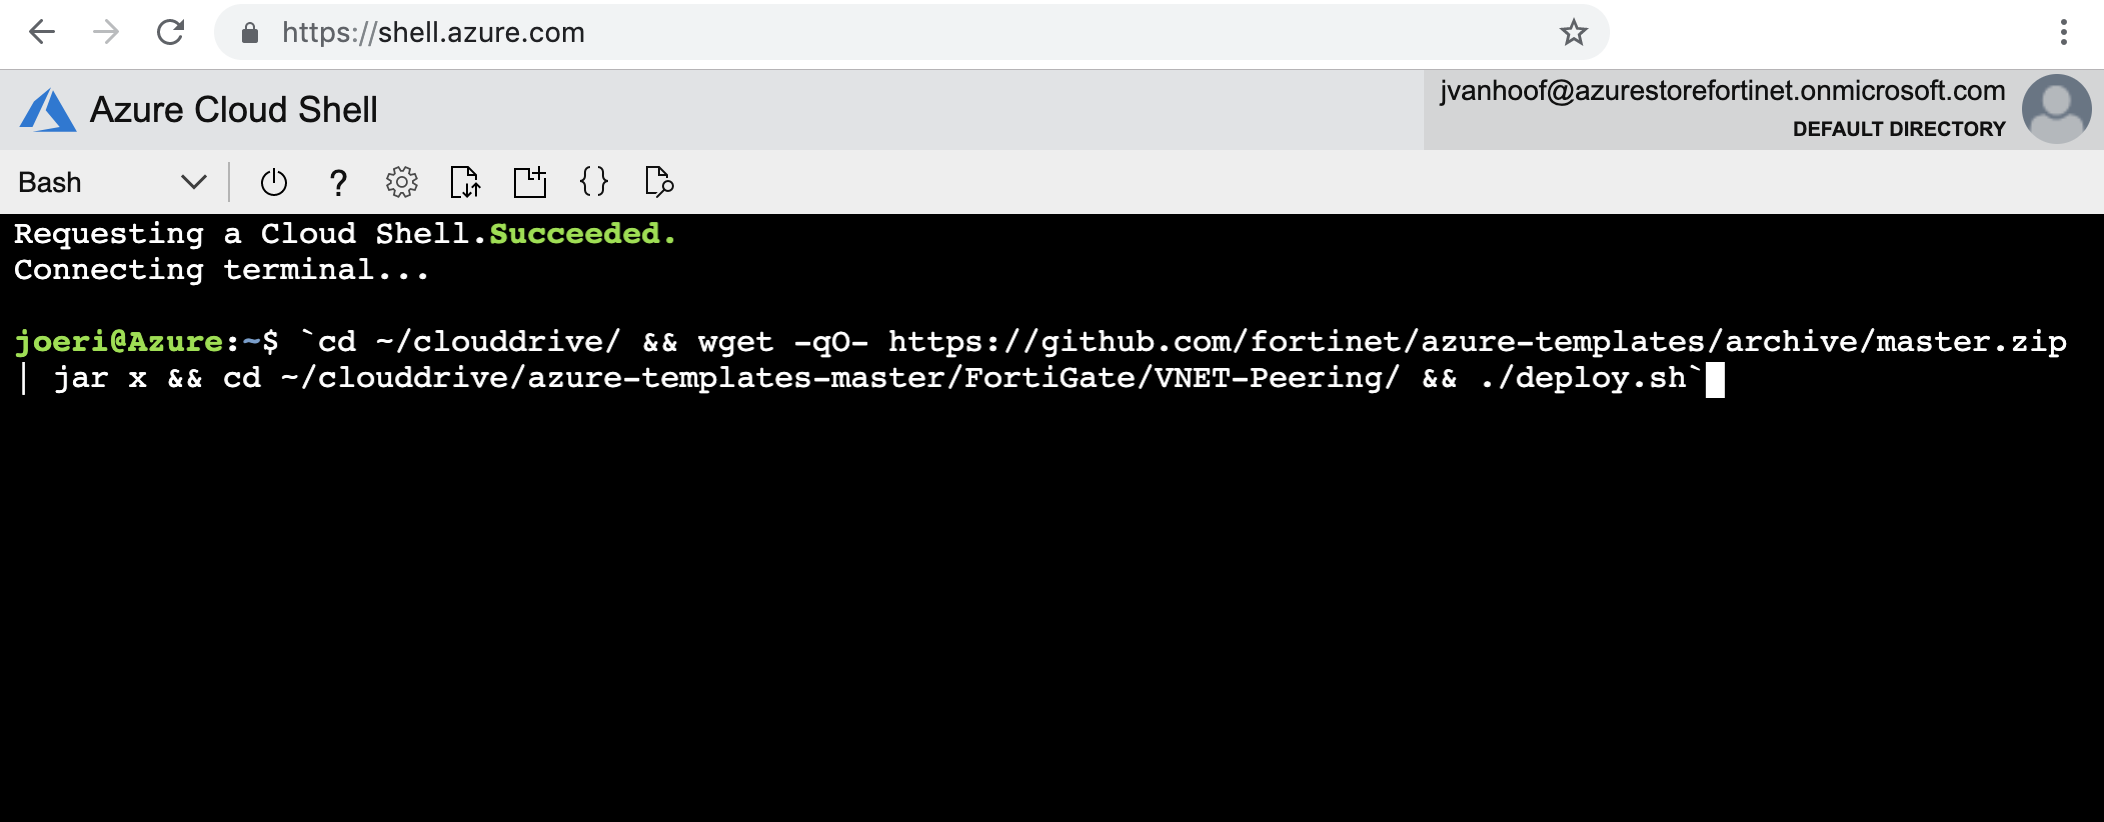 https://shell.azure.com
Azure Cloud Shell
jvanhoof@azurestorefortinet.onmicrosoft.com
DEFAULT DIRECTORY
Bash
?
{}
Requesting a Cloud Shell.Succeeded.
Connecting terminal...
joeri@Azure:~$ `cd ~/clouddrive/ && wget -qO- https://github.com/fortinet/azure-templates/archive/master.zip
| jar x && cd ~/clouddrive/azure-templates-master/FortiGate/VNET-Peering/ && ./deploy.sh`